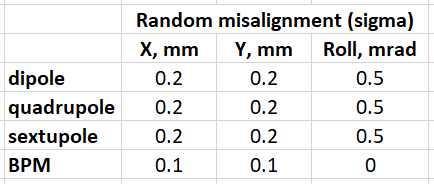 Random misalignment (sigma)
X, mm Y, mm Roll, mrad
dipole 0.2 0.2 0.5
quadrupole 0.2 0.2 0.5
sextupole 0.2 0.2 0.5
BPM 0.1 0.1 0